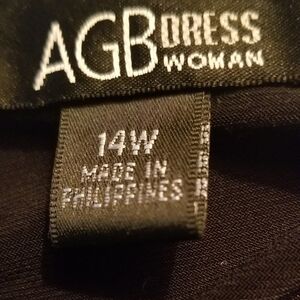 AGB DRESS
WOMAN
14W
MADE IN
PHILIPPINES